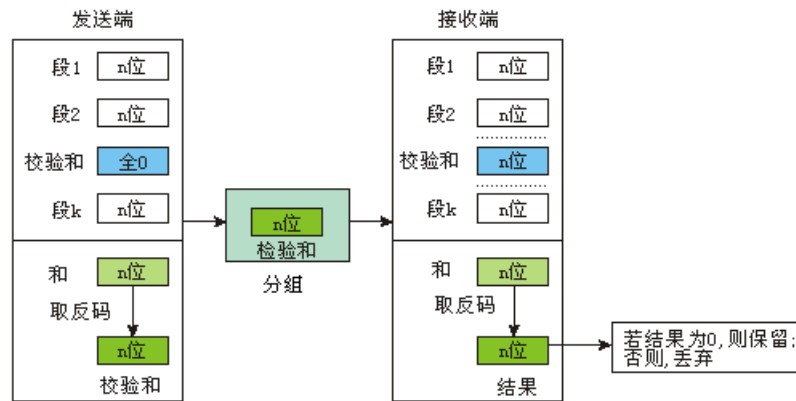 发送端
段1 n位
段2 n位
校验和 全0
段k n位
和 n位
取反码
n位
校验和
n位
检验和
分组
接收端
段1 n位
段2 n位
校验和 n位
段k n位
和 n位
取反码
n位
结果
若结果为0,则保留;
否则,丢弃